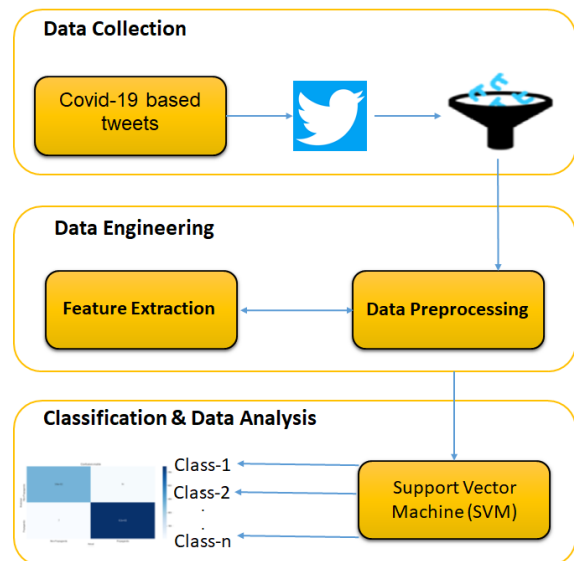 Data Collection
Covid-19 based
tweets
Data Engineering
Feature Extraction
Data Preprocessing
Classification & Data Analysis
Class-1
Class-2
.
.
Class-n
Support Vector
Machine (SVM)